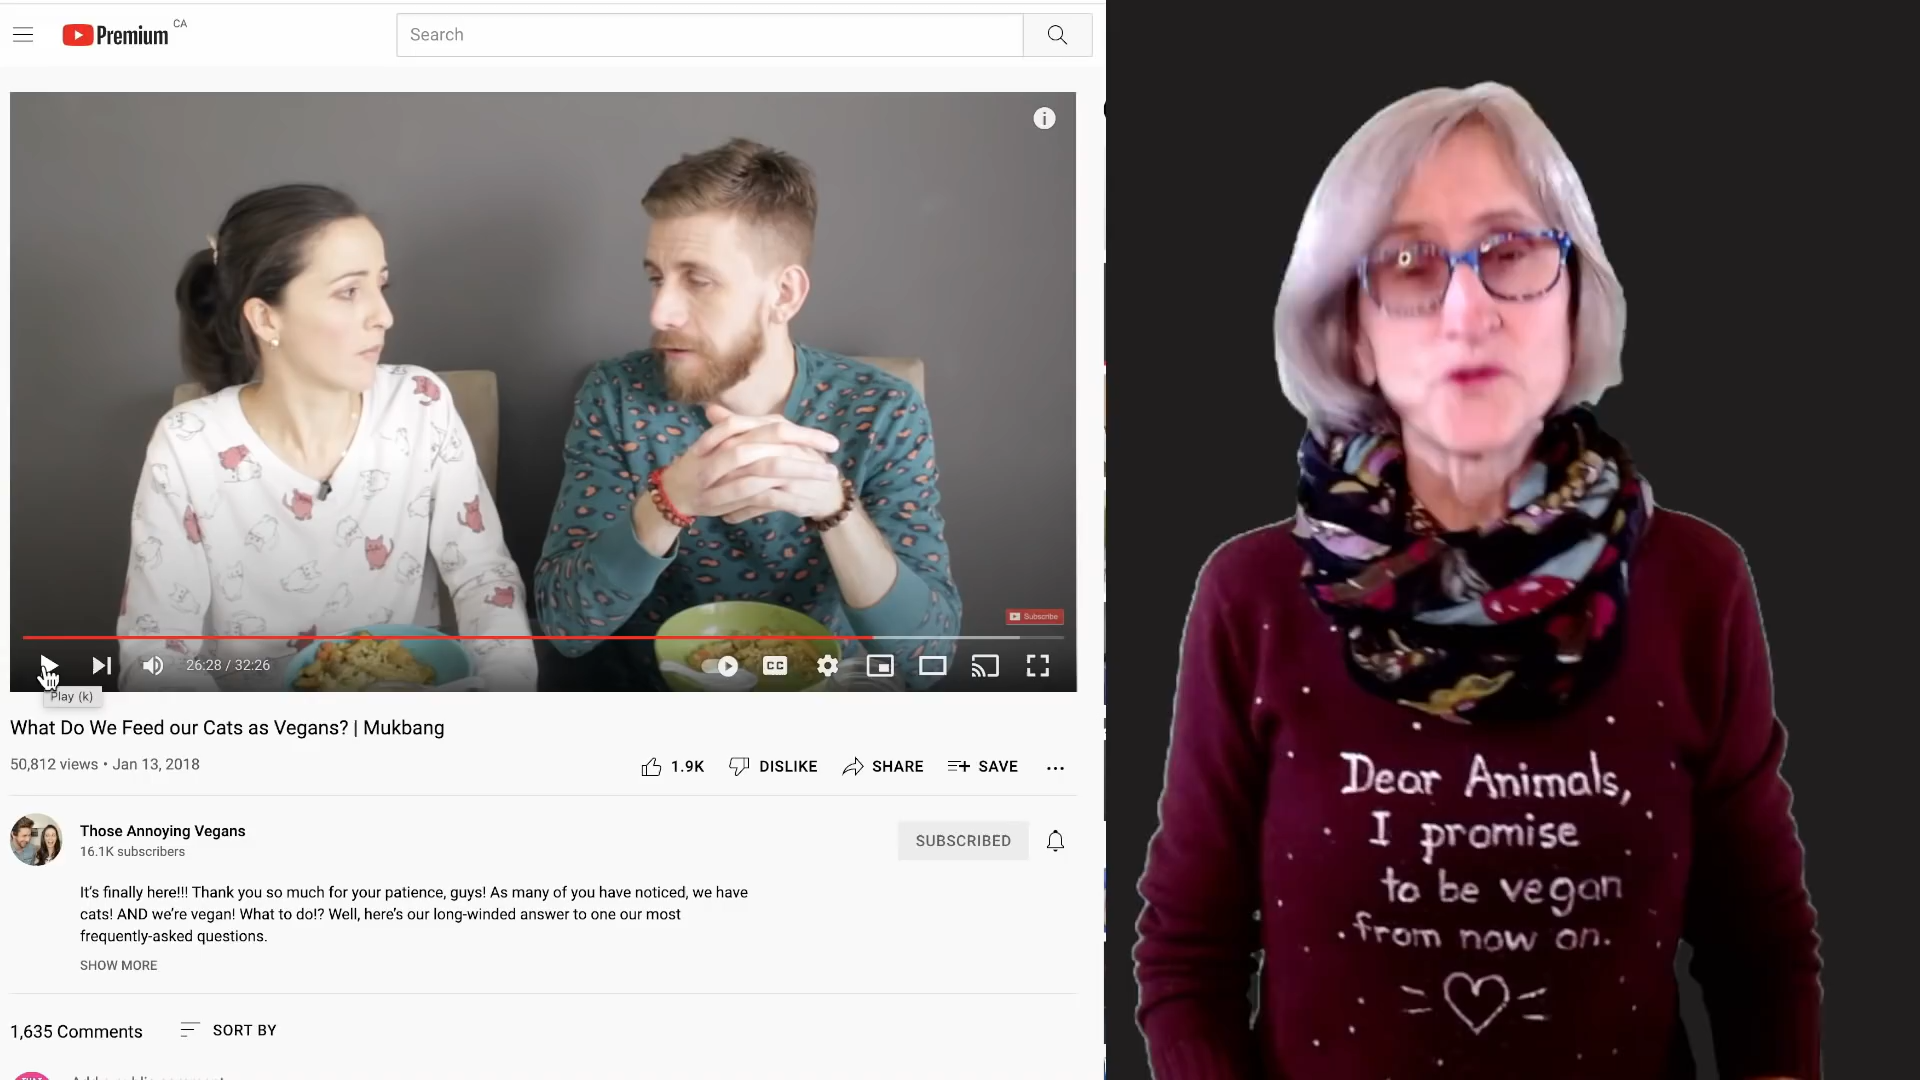 Premium CA
Search
Subscribe
26:28 / 32:26
CC
Play (k)
What Do We Feed our Cats as Vegans? | Mukbang
50,812 views • Jan 13, 2018
1.9K DISLIKE SHARE SAVE
Those Annoying Vegans
16.1K subscribers
SUBSCRIBED
It's finally here!!! Thank you so much for your patience, guys! As many of you have noticed, we have
cats! AND we're vegan! What to do!? Well, here's our long-winded answer to one our most
frequently-asked questions.
SHOW MORE
1,635 Comments SORT BY
Dear Animals,
I promise
to be vegan
from now on.